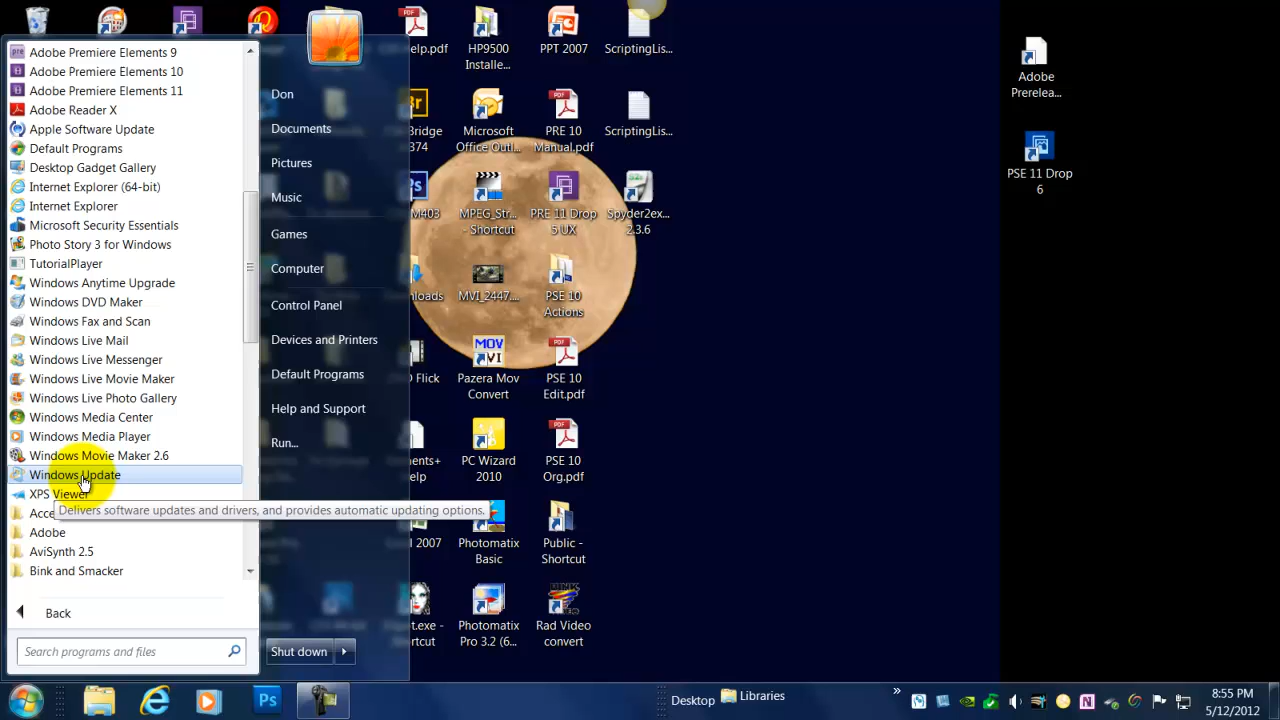 Adobe Premiere Elements 9
Adobe Premiere Elements 10
Adobe Premiere Elements 11
Adobe Reader X
Apple Software Update
Default Programs
Desktop Gadget Gallery
Internet Explorer (64-bit)
Internet Explorer
Microsoft Security Essentials
Photo Story 3 for Windows
TutorialPlayer
Windows Anytime Upgrade
Windows DVD Maker
Windows Fax and Scan
Windows Live Mail
Windows Live Messenger
Windows Live Movie Maker
Windows Live Photo Gallery
Windows Media Center
Windows Media Player
Windows Movie Maker 2.6
Windows Update
XPS Viewer
Delivers software updates and drivers, and provides automatic updating options.
Adobe
AviSynth 2.5
Bink and Smacker
Back
Search programs and files
Don
Documents
Pictures
Music
Games
Computer
Control Panel
Devices and Printers
Default Programs
Help and Support
Run...
Shut down
PDF
HP9500
Installe...
PPT 2007
ScriptingLis...
Br
Bridge
Microsoft
Office Outl...
PDF
PRE 10
Manual.pdf
ScriptingLis...
MPEG_Str...
- Shortcut
PRE 11 Drop
5 UX
Spyder2ex...
2.3.6
MVI_2447....
PSE 10
Actions
Flick
MOV
VI
Pazera Mov
Convert
PDF
PSE 10
Edit.pdf
PC Wizard
2010
PDF
PSE 10
Org.pdf
2007
Photomatix
Basic
Public -
Shortcut
Shortcut
Photomatix
Pro 3.2 (6...
Rad Video
convert
Adobe
Prerelea...
PSE 11 Drop
6
Ps
Desktop
Libraries
8:55 PM
5/12/2012